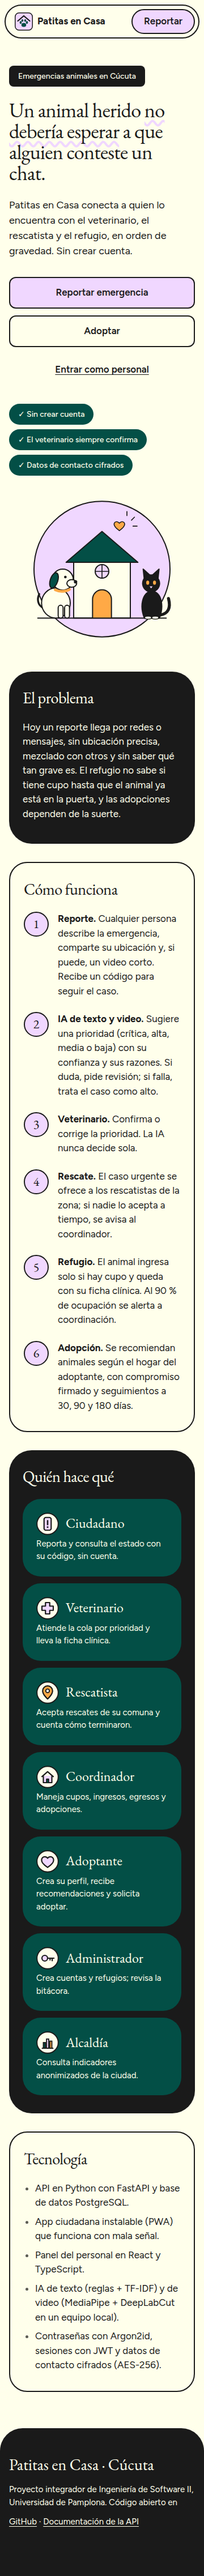 Patitas en Casa
Reportar
Emergencias animales en Cúcuta
Un animal herido no
debería esperar a que
alguien conteste un
chat.
Patitas en Casa conecta a quien lo
encuentra con el veterinario, el
rescatista y el refugio, en orden de
gravedad. Sin crear cuenta.
Reportar emergencia
Adoptar
Entrar como personal
✓ Sin crear cuenta
✓ El veterinario siempre confirma
✓ Datos de contacto cifrados
El problema
Hoy un reporte llega por redes o
mensajes, sin ubicación precisa,
mezclado con otros y sin saber qué
tan grave es. El refugio no sabe si
tiene cupo hasta que el animal ya
está en la puerta, y las adopciones
dependen de la suerte.
Cómo funciona
1
Reporte. Cualquier persona
describe la emergencia,
comparte su ubicación y, si
puede, un video corto.
Recibe un código para
seguir el caso.
2
IA de texto y video. Sugiere
una prioridad (crítica, alta,
media o baja) con su
confianza y sus razones. Si
duda, pide revisión; si falla,
trata el caso como alto.
3
Veterinario. Confirma o
corrige la prioridad. La IA
nunca decide sola.
4
Rescate. El caso urgente se
ofrece a los rescatistas de la
zona; si nadie lo acepta a
tiempo, se avisa al
coordinador.
5
Refugio. El animal ingresa
solo si hay cupo y queda
con su ficha clínica. Al 90 %
de ocupación se alerta a
coordinación.
6
Adopción. Se recomiendan
animales según el hogar del
adoptante, con compromiso
firmado y seguimientos a
30, 90 y 180 días.
Quién hace qué
Ciudadano
Reporta y consulta el estado con
su código, sin cuenta.
Veterinario
Atiende la cola por prioridad y
lleva la ficha clínica.
Rescatista
Acepta rescates de su comuna y
cuenta cómo terminaron.
Coordinador
Maneja cupos, ingresos, egresos y
adopciones.
Adoptante
Crea su perfil, recibe
recomendaciones y solicita
adoptar.
Administrador
Crea cuentas y refugios; revisa la
bitácora.
Alcaldía
Consulta indicadores
anonimizados de la ciudad.
Tecnología
• API en Python con FastAPI y base
de datos PostgreSQL.
• App ciudadana instalable (PWA)
que funciona con mala señal.
• Panel del personal en React y
TypeScript.
• IA de texto (reglas + TF-IDF) y de
video (MediaPipe + DeepLabCut
en un equipo local).
• Contraseñas con Argon2id,
sesiones con JWT y datos de
contacto cifrados (AES-256).
Patitas en Casa · Cúcuta
Proyecto integrador de Ingeniería de Software II,
Universidad de Pamplona. Código abierto en
GitHub · Documentación de la API